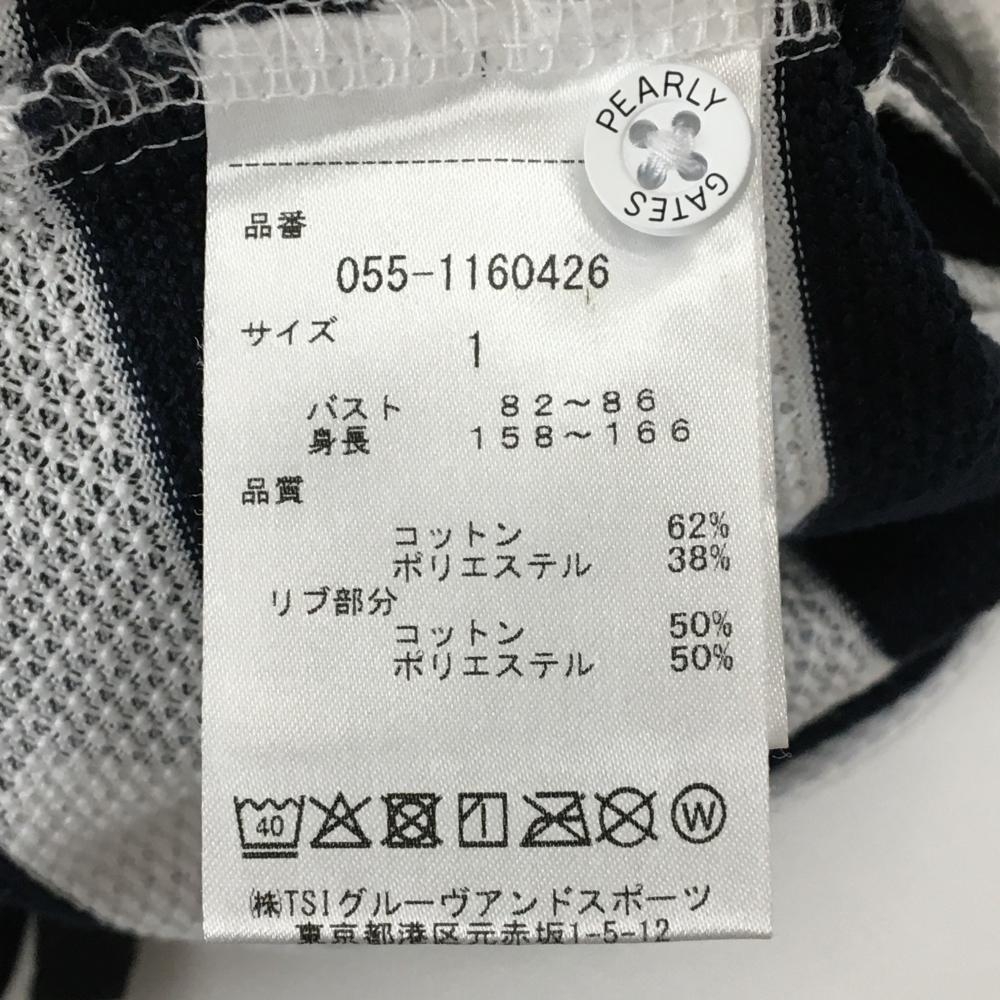 PEARLY
GATES
品番
055-1160426
サイズ 1
バスト 82～86
身長 158～166
品質
コットン 62%
ポリエステル 38%
リブ部分
コットン 50%
ポリエステル 50%
40 W
㈱TSIグルーヴアンドスポーツ
東京都港区元赤坂1-5-12